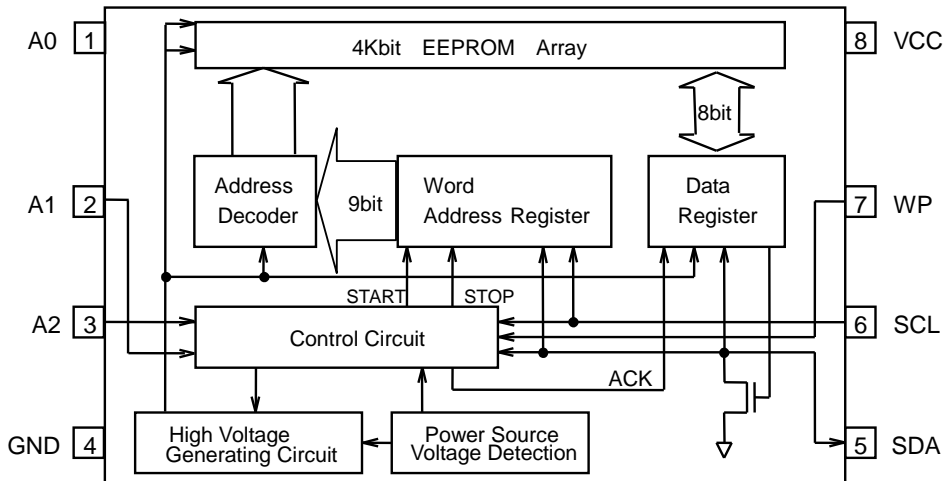 A0 1
4Kbit EEPROM Array
8 VCC
8bit
A1 2
Address
Decoder
9bit
Word
Address Register
Data
Register
7 WP
START
STOP
A2 3
Control Circuit
6 SCL
ACK
GND 4
High Voltage
Generating Circuit
Power Source
Voltage Detection
5 SDA